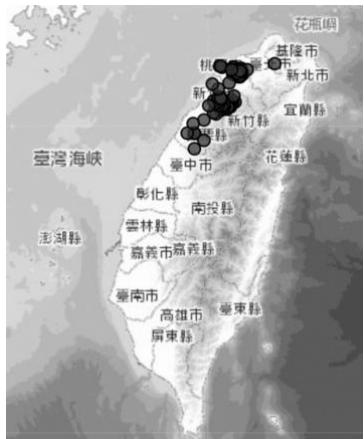 花瓶嶼
基隆市
桃
臺北市
新北市
新
宜蘭縣
新竹縣
縣
臺灣海峽
臺中市
花蓮縣
彰化縣
南投縣
澎湖縣
雲林縣
嘉義市
嘉義縣
臺南市
臺東縣
高雄市
屏東縣